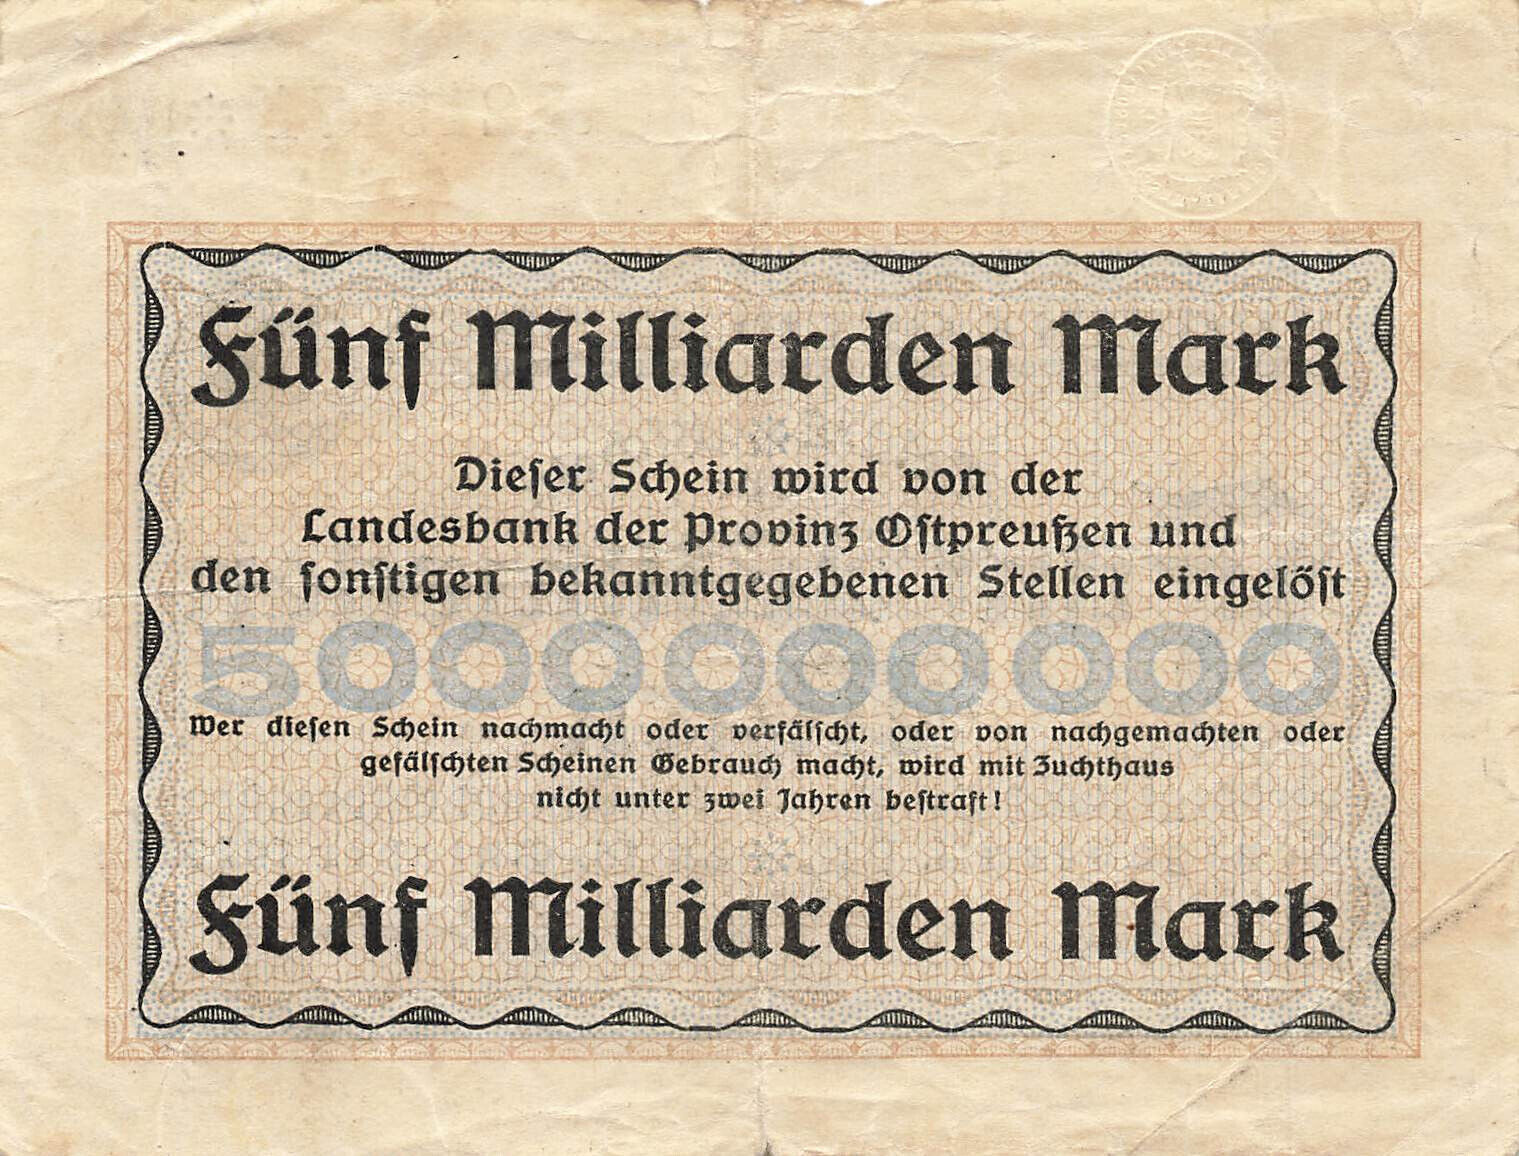 Fünf Milliarden Mark
Dieſer Schein wird von der
Landesbank der Provinz Oſtpreußen und
den ſonſtigen bekanntgegebenen Stellen eingelöſt
5000000000
Wer dieſen Schein nachmacht oder verfälſcht, oder von nachgemachten oder
gefälſchten Scheinen Gebrauch macht, wird mit Zuchthaus
nicht unter zwei Jahren beſtraft!
Fünf Milliarden Mark